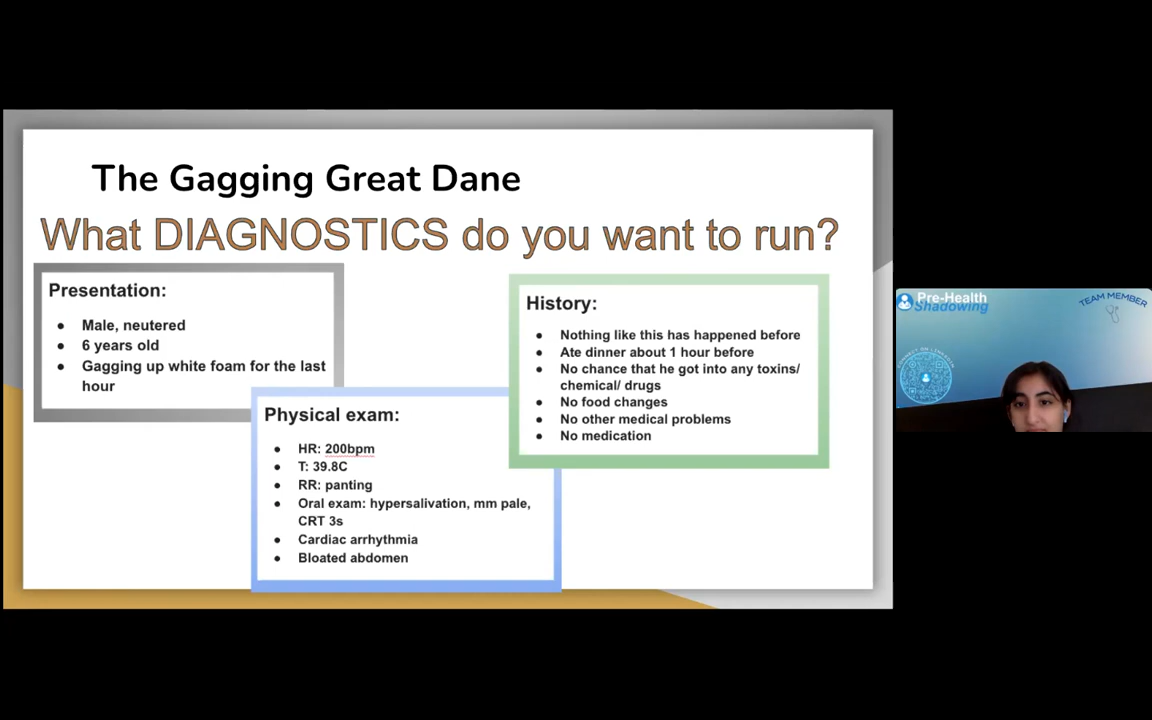 The Gagging Great Dane
What DIAGNOSTICS do you want to run?
Presentation:
● Male, neutered
● 6 years old
● Gagging up white foam for the last
hour
Physical exam:
● HR: 200bpm
● T: 39.8C
● RR: panting
● Oral exam: hypersalivation, mm pale,
CRT 3s
● Cardiac arrhythmia
● Bloated abdomen
History:
● Nothing like this has happened before
● Ate dinner about 1 hour before
● No chance that he got into any toxins/
chemical/ drugs
● No food changes
● No other medical problems
● No medication
Pre-Health
Shadowing
TEAM MEMBER
CONNECT ON LINKEDIN